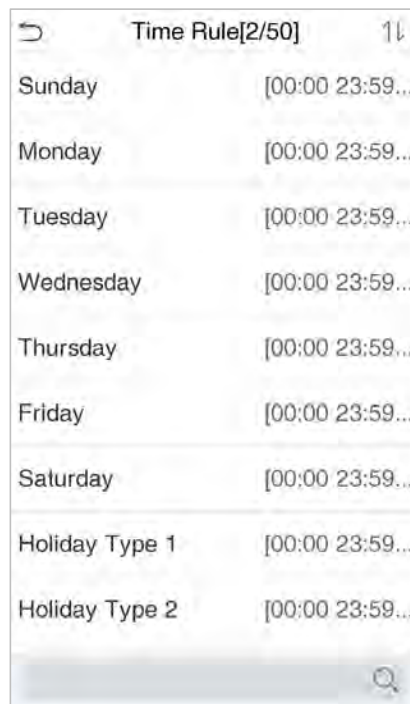 Time Rule[2/50]
Sunday [00:00 23:59...
Monday [00:00 23:59...
Tuesday [00:00 23:59...
Wednesday [00:00 23:59...
Thursday [00:00 23:59...
Friday [00:00 23:59...
Saturday [00:00 23:59...
Holiday Type 1 [00:00 23:59...
Holiday Type 2 [00:00 23:59...